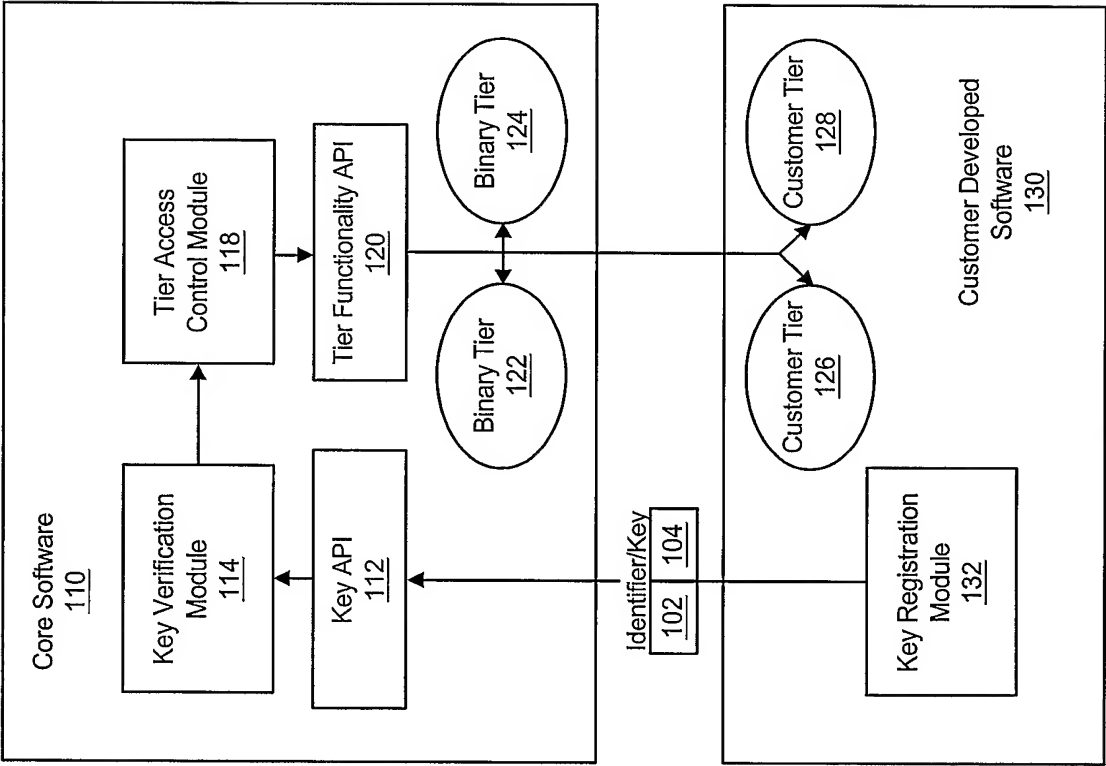 Core Software
110
Key Verification
Module
114
Tier Access
Control Module
118
Key API
112
Tier Functionality API
120
Binary Tier
122
Binary Tier
124
Identifier/Key
102 104
Customer Tier
126
Customer Tier
128
Key Registration
Module
132
Customer Developed
Software
130